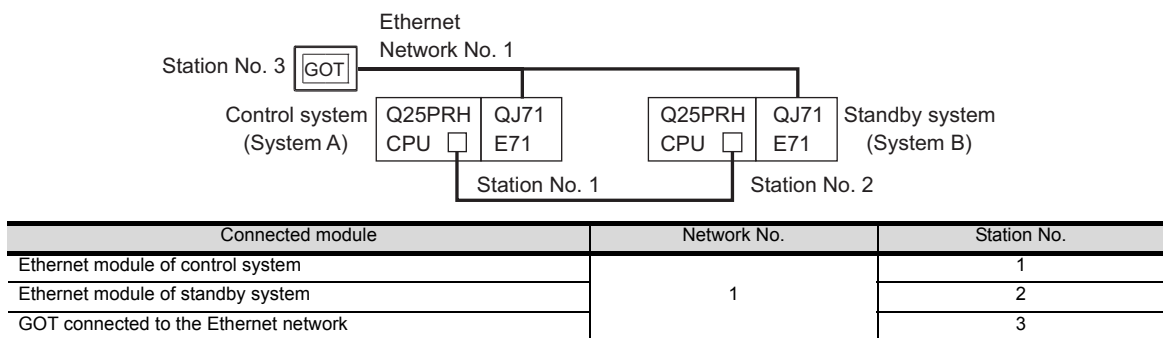 Ethernet
Network No. 1
Station No. 3
GOT
Control system
(System A)
Q25PRH
CPU
QJ71
E71
Q25PRH
CPU
QJ71
E71
Standby system
(System B)
Station No. 1
Station No. 2
Connected module Network No. Station No.
Ethernet module of control system 1 1
Ethernet module of standby system 2
GOT connected to the Ethernet network 3